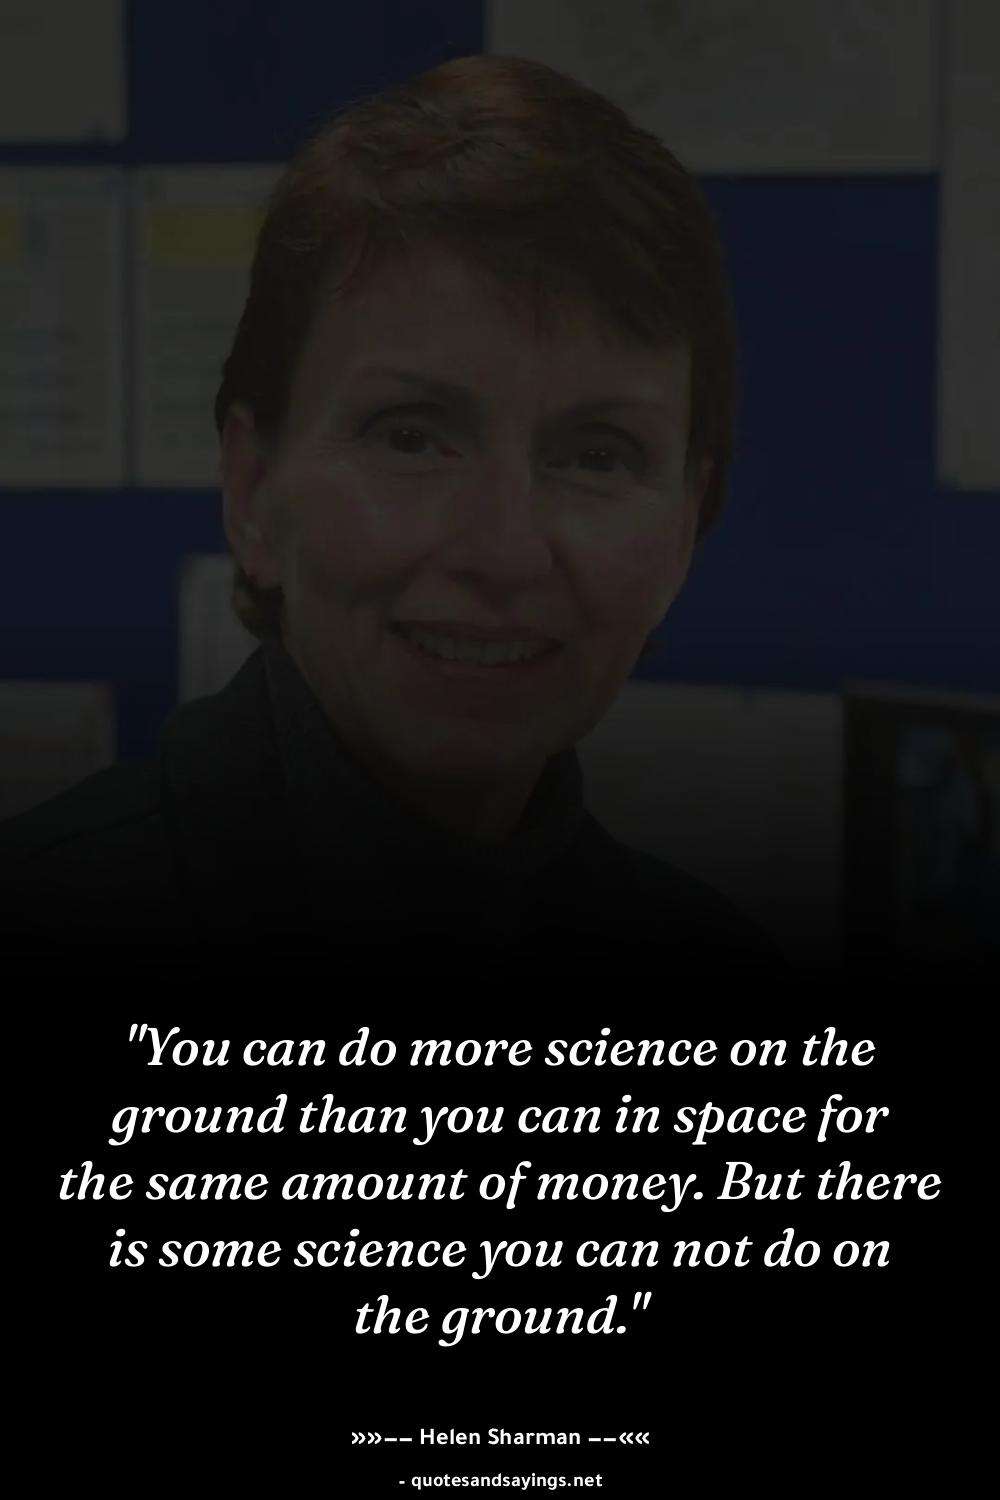 "You can do more science on the
ground than you can in space for
the same amount of money. But there
is some science you can not do on
the ground."
»»−− Helen Sharman −−««
- quotesandsayings.net